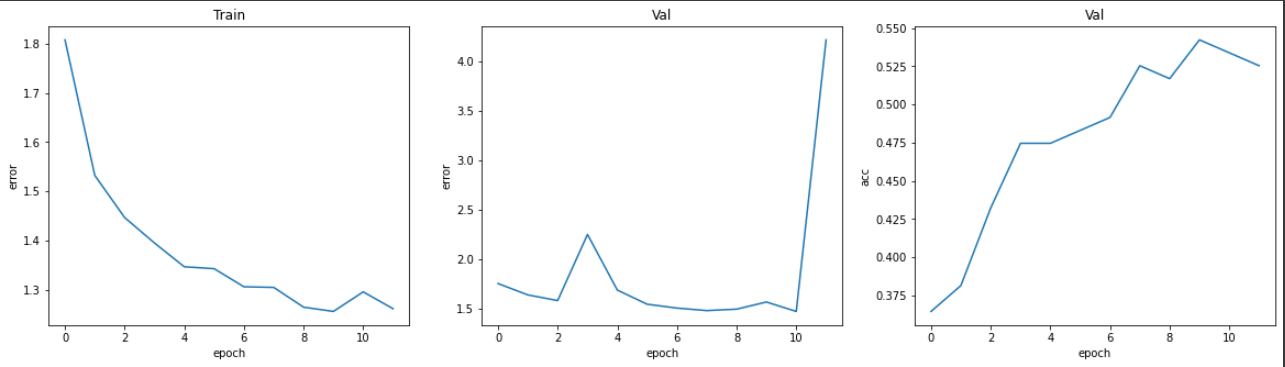 Train
1.8
1.7
1.6
1.5
1.4
1.3
error
0 2 4 6 8 10
epoch
Val
4.0
3.5
3.0
2.5
2.0
1.5
error
0 2 4 6 8 10
epoch
Val
0.550
0.525
0.500
0.475
0.450
0.425
0.400
0.375
acc
0 2 4 6 8 10
epoch